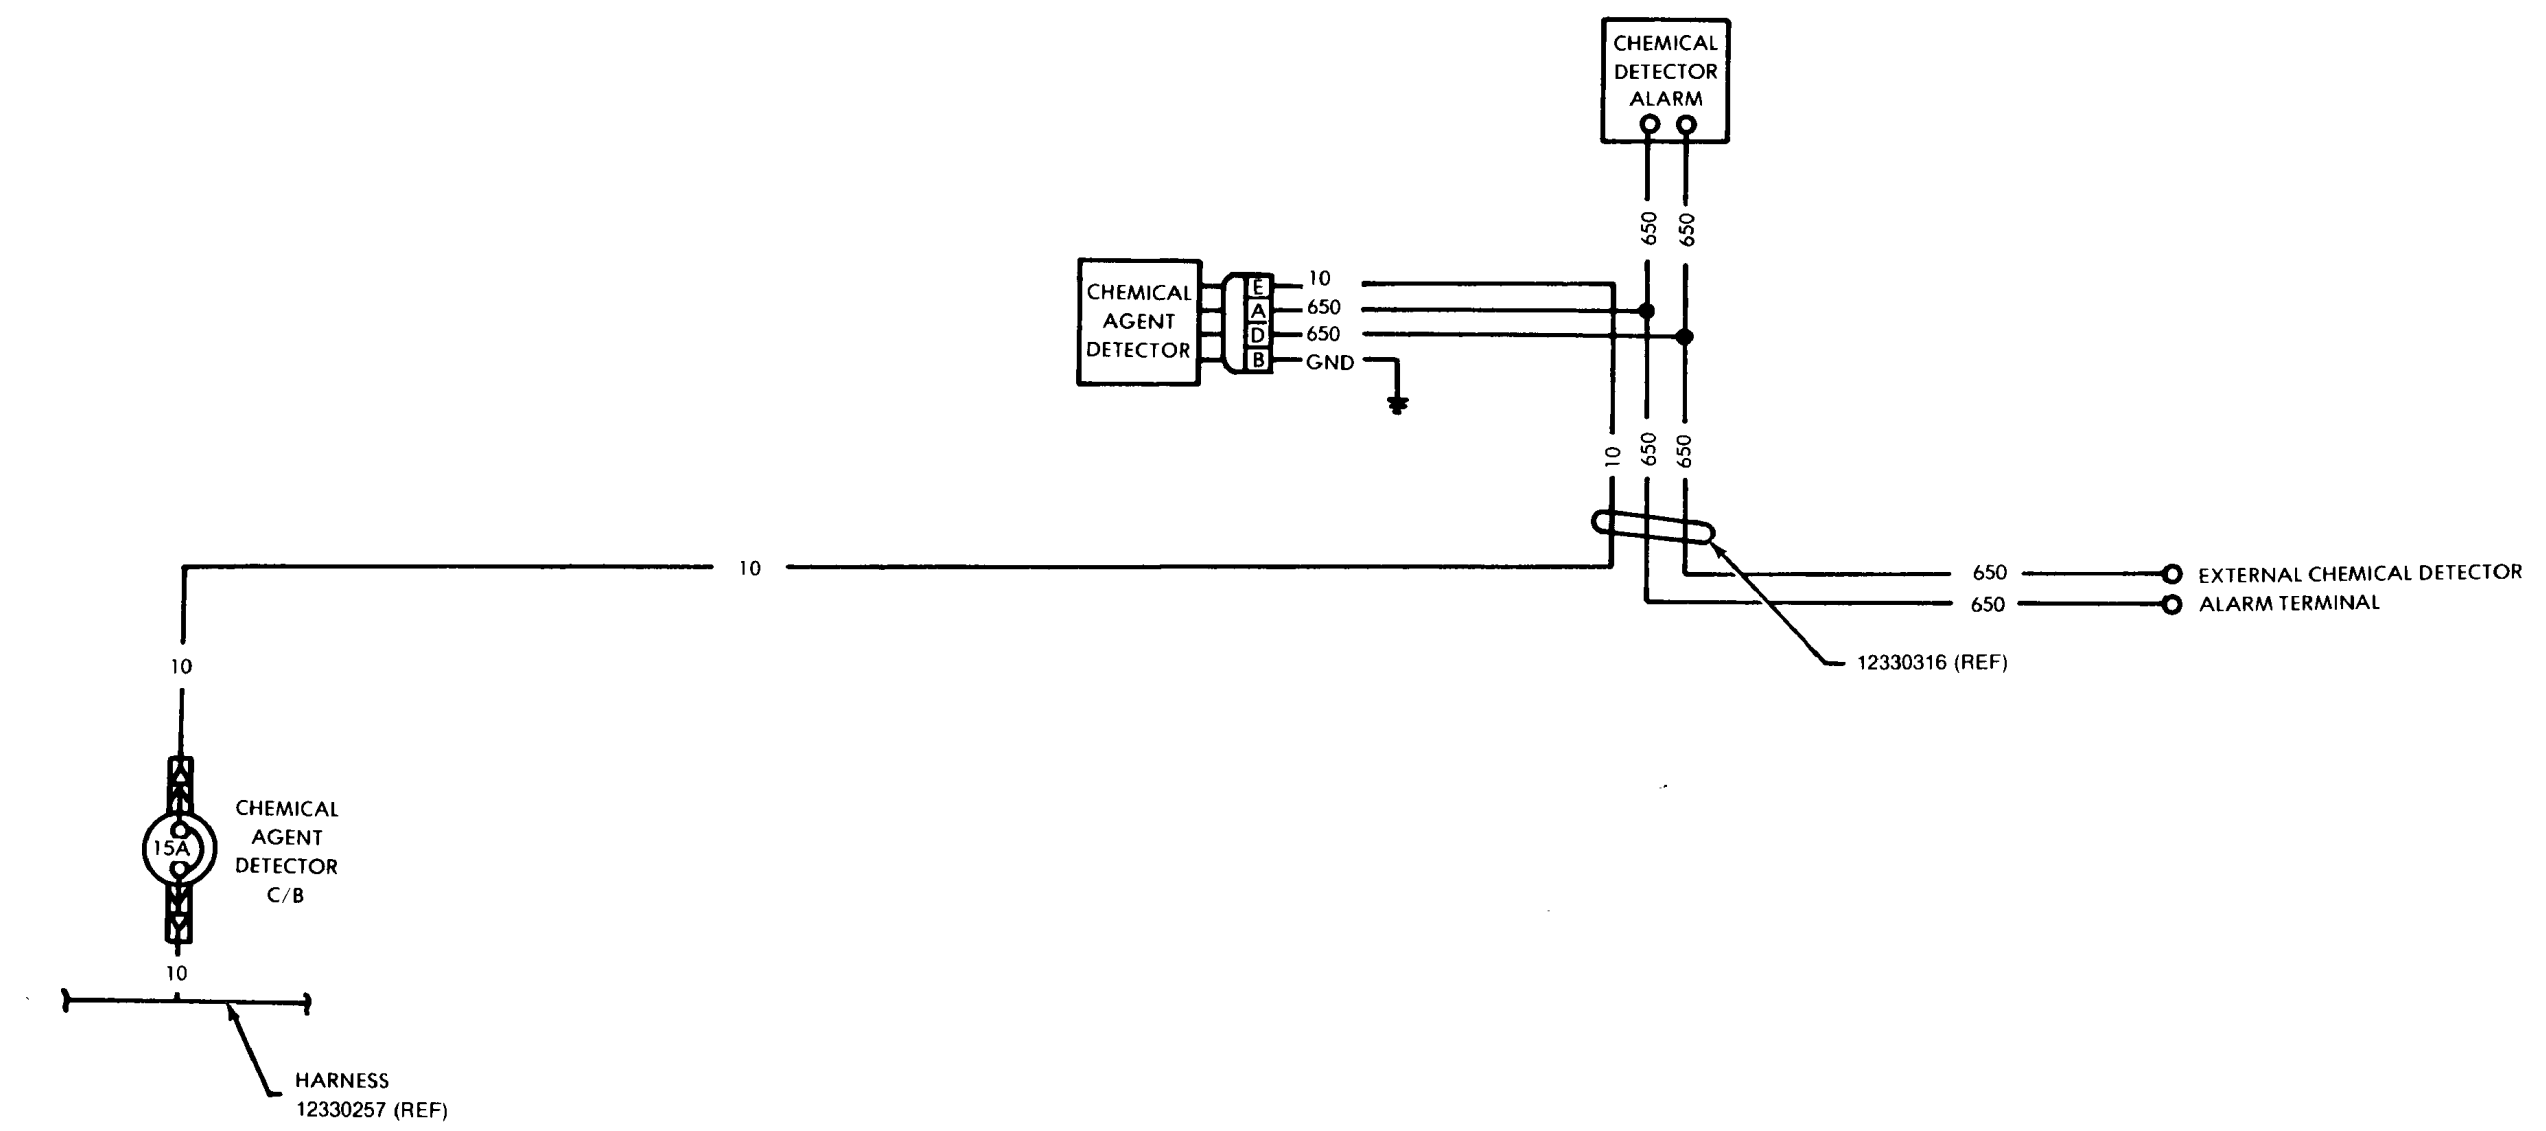 CHEMICAL
DETECTOR
ALARM
650
650
CHEMICAL
AGENT
DETECTOR
E
A
D
B
10
650
650
GND
10
650
650
10
650
650
EXTERNAL CHEMICAL DETECTOR
ALARM TERMINAL
12330316 (REF)
10
15A
CHEMICAL
AGENT
DETECTOR
C/B
10
HARNESS
12330257 (REF)